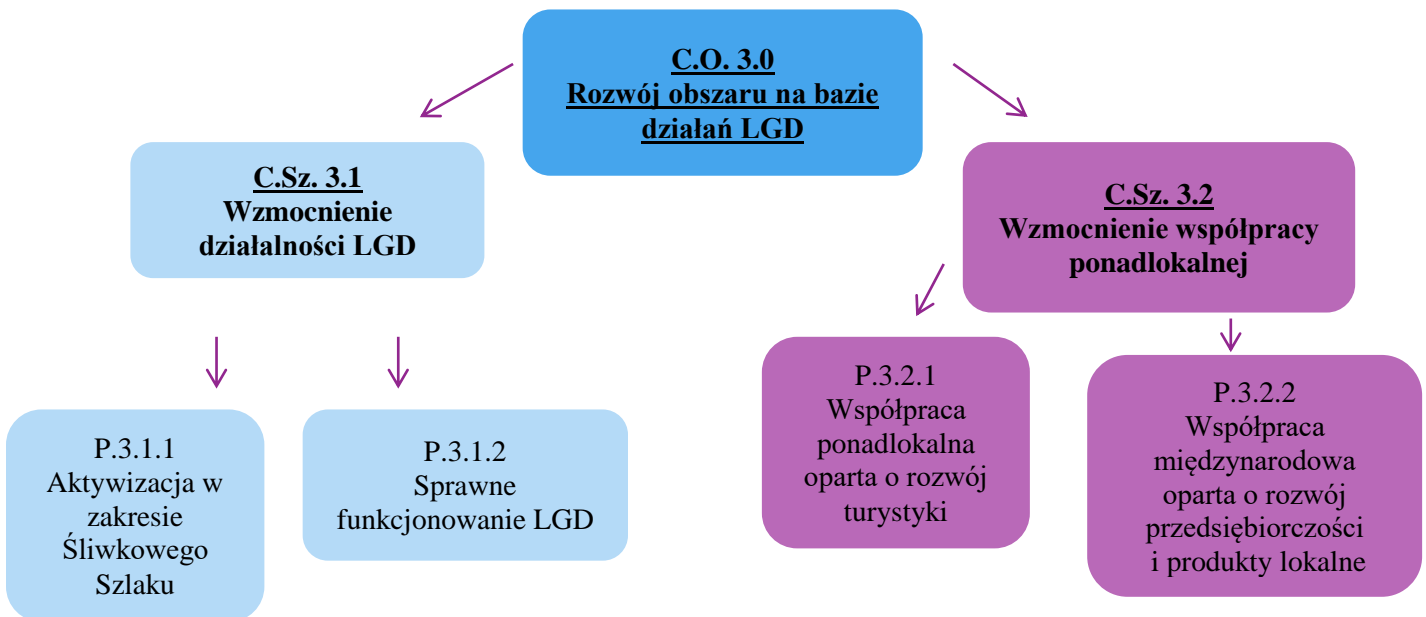 C.O. 3.0
Rozwój obszaru na bazie
działań LGD
C.Sz. 3.1
Wzmocnienie
działalności LGD
C.Sz. 3.2
Wzmocnienie współpracy
ponadlokalnej
P.3.1.1
Aktywizacja w
zakresie
Śliwkowego
Szlaku
P.3.1.2
Sprawne
funkcjonowanie LGD
P.3.2.1
Współpraca
ponadlokalna
oparta o rozwój
turystyki
P.3.2.2
Współpraca
międzynarodowa
oparta o rozwój
przedsiębiorczości
i produkty lokalne